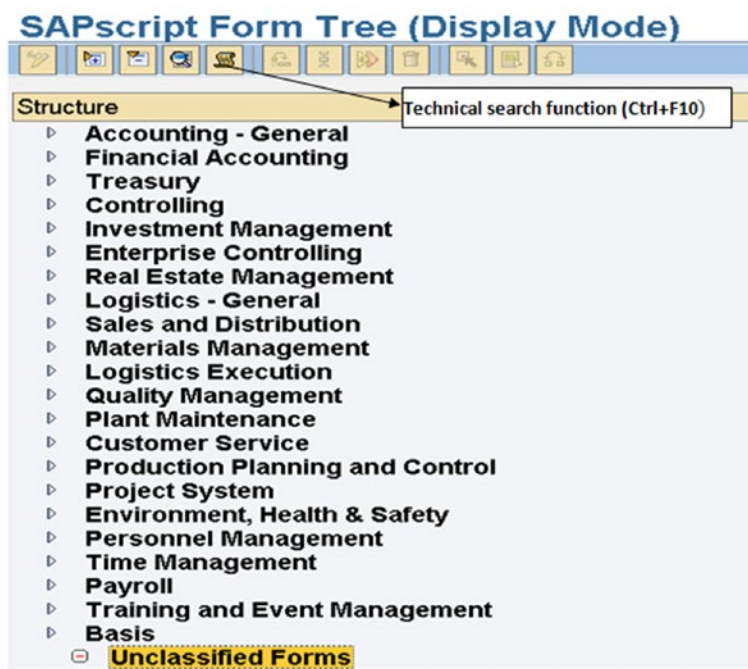 SAPscript Form Tree (Display Mode)
Technical search function (Ctrl+F10)
Structure
Accounting - General
Financial Accounting
Treasury
Controlling
Investment Management
Enterprise Controlling
Real Estate Management
Logistics - General
Sales and Distribution
Materials Management
Logistics Execution
Quality Management
Plant Maintenance
Customer Service
Production Planning and Control
Project System
Environment, Health & Safety
Personnel Management
Time Management
Payroll
Training and Event Management
Basis
Unclassified Forms